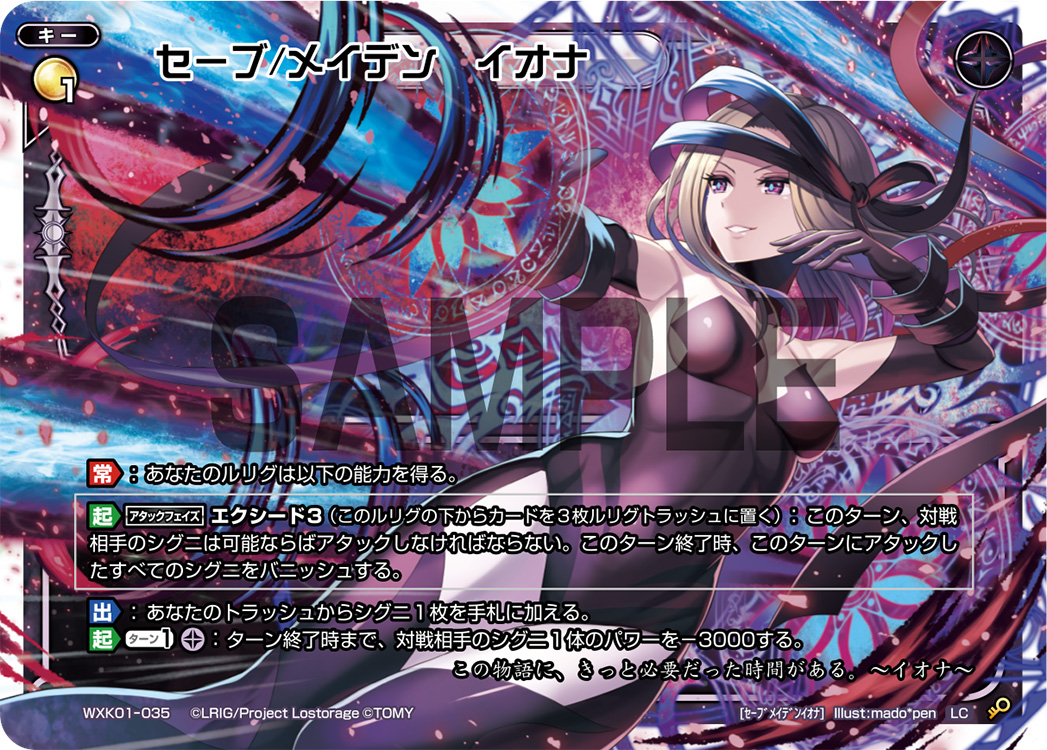 キー
セーブ/メイデン　イオナ
1
SAMPLE
常：あなたのルリグは以下の能力を得る。
起 アタックフェイズ エクシード３（このルリグの下からカードを３枚ルリグトラッシュに置く）：このターン、対戦
相手のシグニは可能ならばアタックしなければならない。このターン終了時、このターンにアタックし
たすべてのシグニをバニッシュする。
出：あなたのトラッシュからシグニ１枚を手札に加える。
起 ターン1 ：ターン終了時まで、対戦相手のシグニ１体のパワーを－3000する。
この物語に、きっと必要だった時間がある。～イオナ～
WXK01-035 ©LRIG/Project Lostorage ©TOMY [ｾｰﾌﾞﾒｲﾃﾞﾝｲｵﾅ] Illust:mado*pen LC